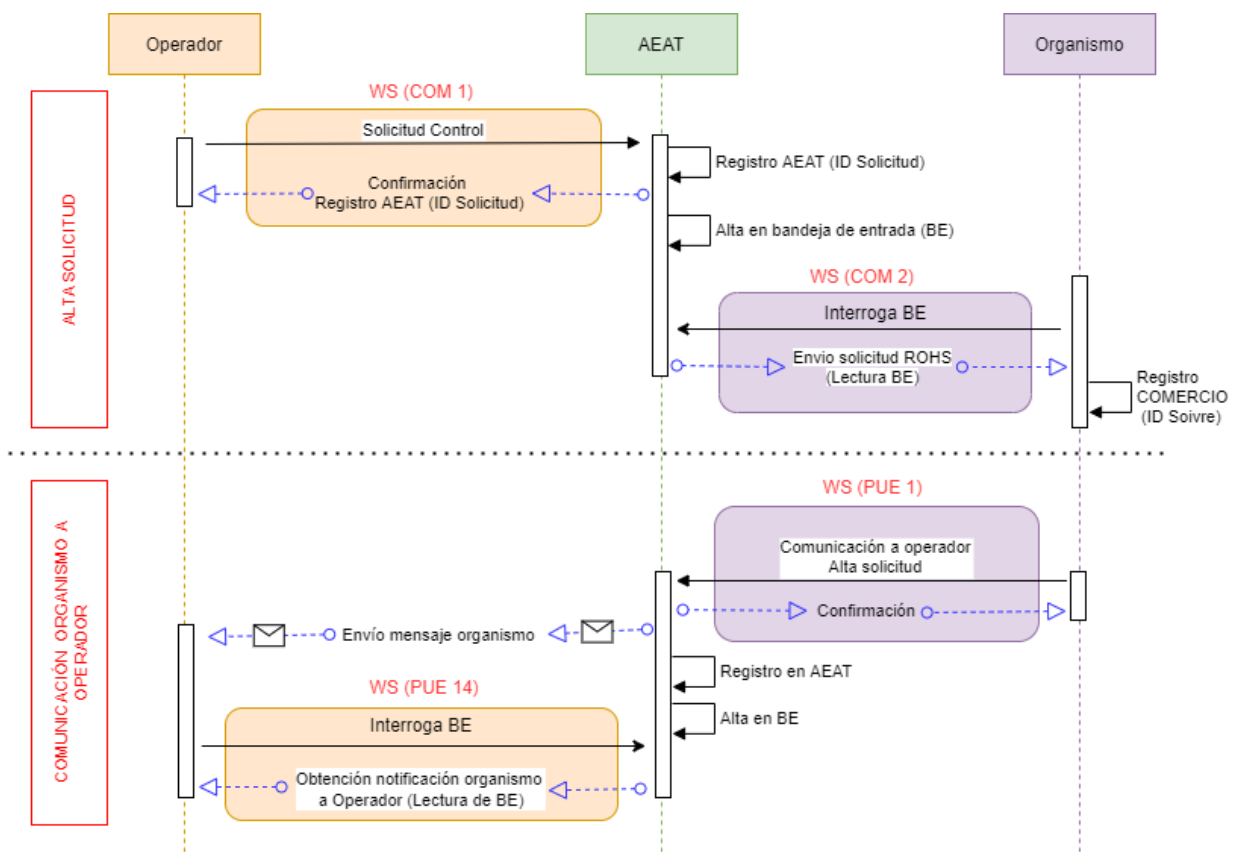 Operador
AEAT
Organismo
ALTA SOLICITUD
WS (COM 1)
Solicitud Control
Registro AEAT (ID Solicitud)
Confirmación
Registro AEAT (ID Solicitud)
Alta en bandeja de entrada (BE)
WS (COM 2)
Interroga BE
Envio solicitud ROHS
(Lectura BE)
Registro
COMERCIO
(ID Soivre)
COMUNICACIÓN ORGANISMO A
OPERADOR
WS (PUE 1)
Comunicación a operador
Alta solicitud
Confirmación
Envío mensaje organismo
Registro en AEAT
WS (PUE 14)
Alta en BE
Interroga BE
Obtención notificación organismo
a Operador (Lectura de BE)